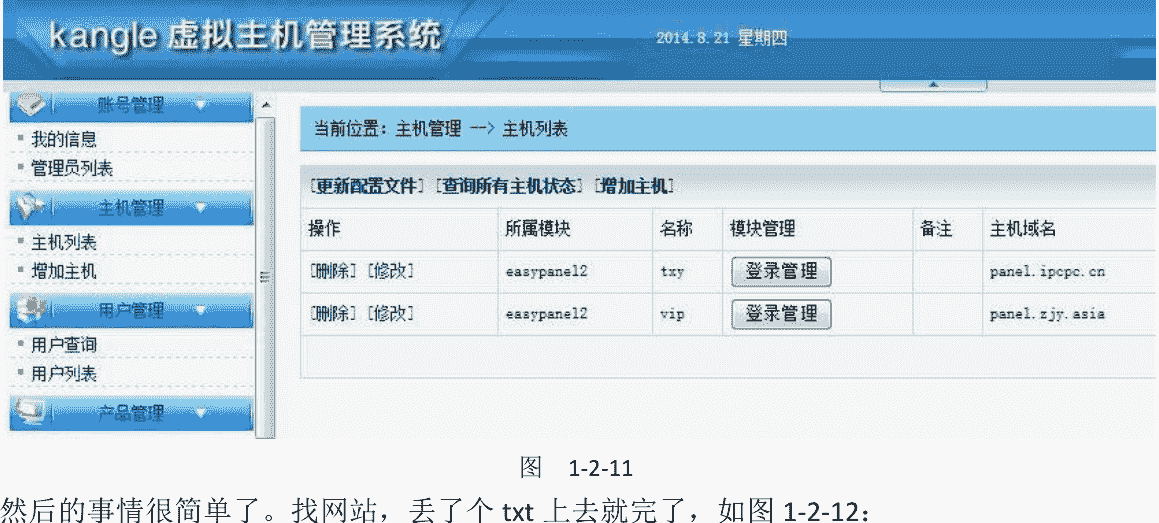 kangle 虚拟主机管理系统
2014.8.21 星期四
账号管理
我的信息
管理员列表
主机管理
主机列表
增加主机
用户管理
用户查询
用户列表
产品管理
当前位置：主机管理 --> 主机列表
[更新配置文件] [查询所有主机状态] [增加主机]
操作 所属模块 名称 模块管理 备注 主机域名
[删除] [修改] easypanel2 txy 登录管理 panel.ipcpc.cn
[删除] [修改] easypanel2 vip 登录管理 panel.zjy.asia
图 1-2-11
然后的事情很简单了。找网站，丢了个 txt 上去就完了，如图 1-2-12：